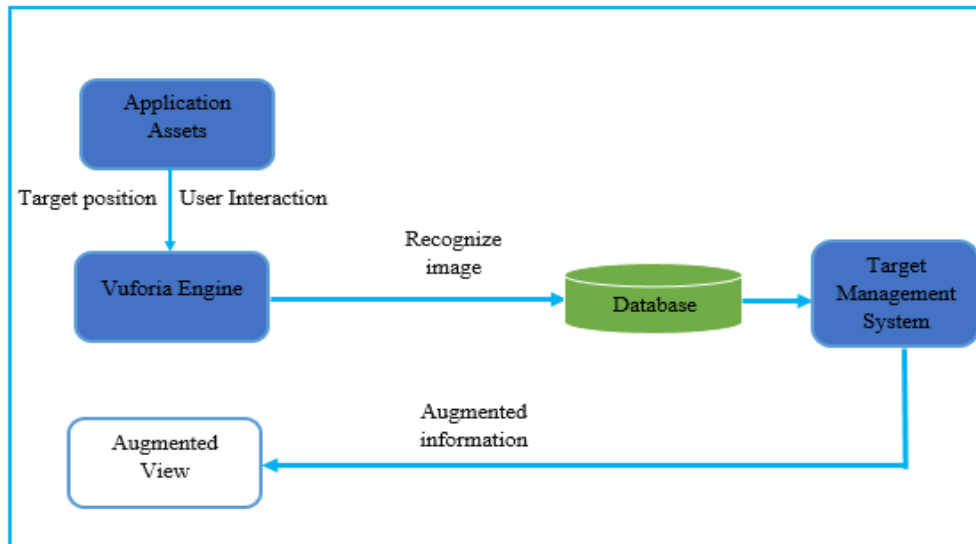 Application
Assets
Target position
User Interaction
Recognize
image
Vuforia Engine
Database
Target
Management
System
Augmented
information
Augmented
View